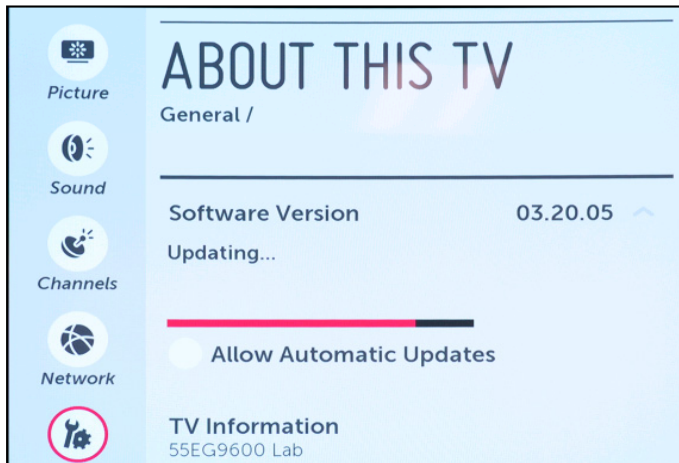 Picture
Sound
Channels
Network
ABOUT THIS TV
General /
Software Version 03.20.05
Updating...
Allow Automatic Updates
TV Information
55EG9600 Lab